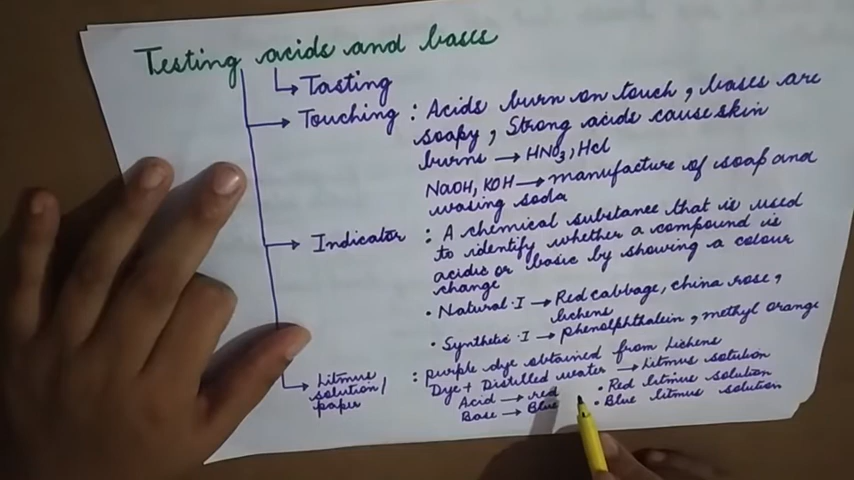 Testing acids and bases
Tasting
Touching : Acids burn on touch, bases are
soapy, Strong acids cause skin
burns → HNO3, HCl
NaOH, KOH → manufacture of soap and
wasing soda
Indicator : A chemical substance that is used
to identify whether a compound is
acidic or basic by showing a colour
change
• Natural · I → Red cabbage, china rose,
lichens
• Synthetic · I → phenolphthalein, methyl orange
Litmus
solution/
paper
: purple dye obtained from Lichens
Dye + Distilled water → Litmus solution
Acid → red • Red litmus solution
Base → Blue • Blue litmus solution